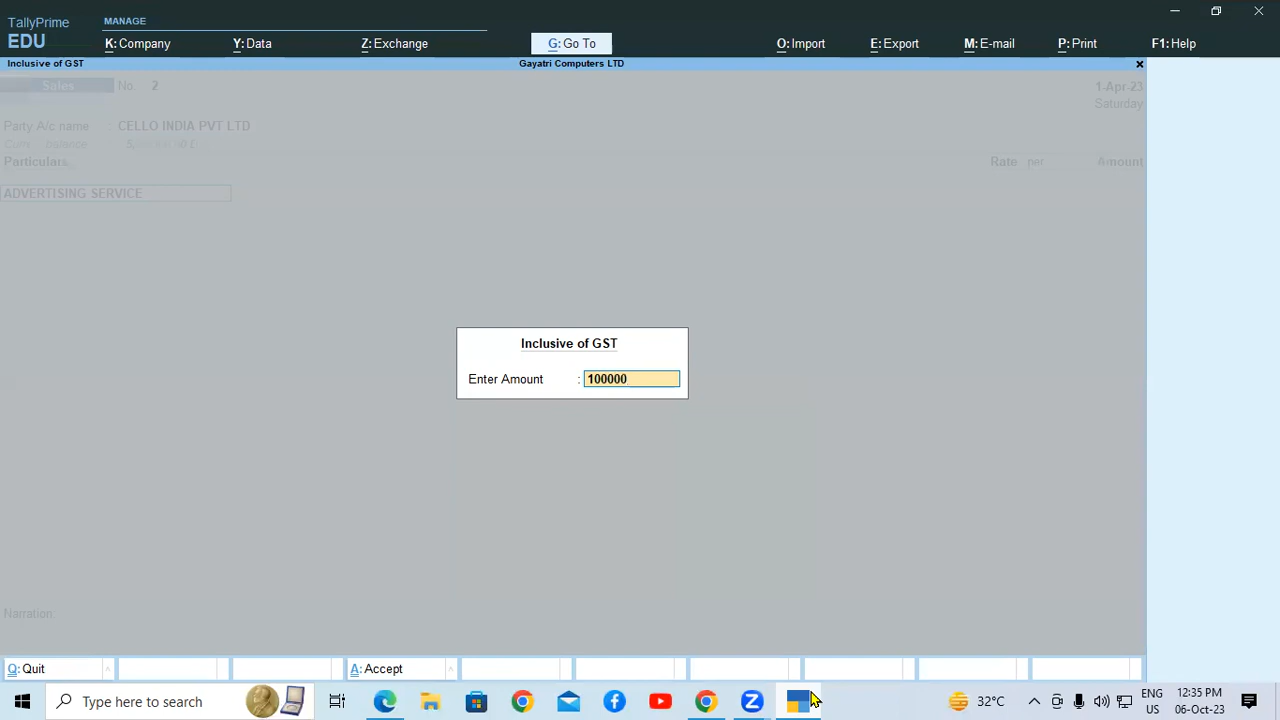 TallyPrime
EDU
MANAGE
K: Company
Y: Data
Z: Exchange
G: Go To
O: Import
E: Export
M: E-mail
P: Print
F1: Help
Inclusive of GST
Gayatri Computers LTD
×
Sales
No. 2
1-Apr-23
Saturday
Party A/c name : CELLO INDIA PVT LTD
balance
Particulars
Rate per
Amount
ADVERTISING SERVICE
Inclusive of GST
Enter Amount : 100000
Narration:
Q: Quit
A: Accept
Type here to search
32°C
ENG
US
12:35 PM
06-Oct-23